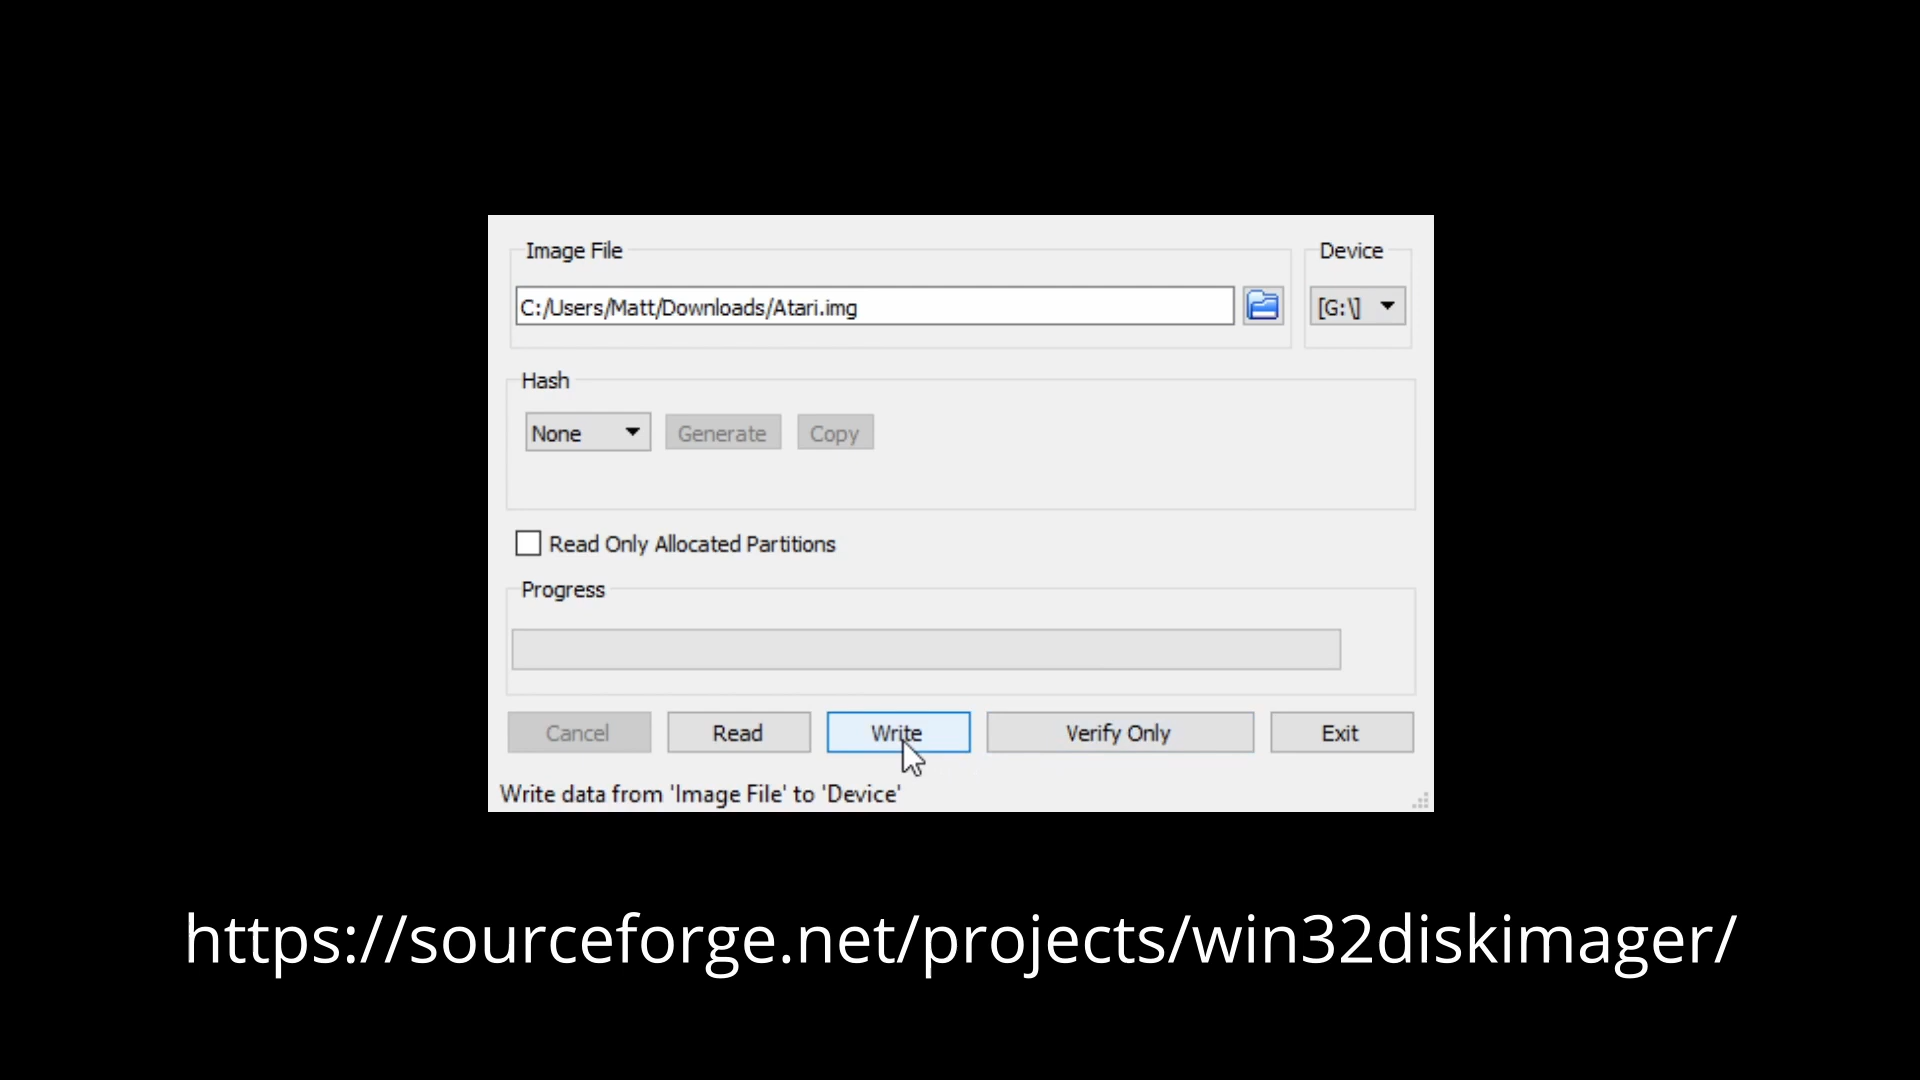 Image File
Device
C:/Users/Matt/Downloads/Atari.img
[G:\]
Hash
None
Generate
Copy
Read Only Allocated Partitions
Progress
Cancel
Read
Write
Verify Only
Exit
Write data from 'Image File' to 'Device'
https://sourceforge.net/projects/win32diskimager/